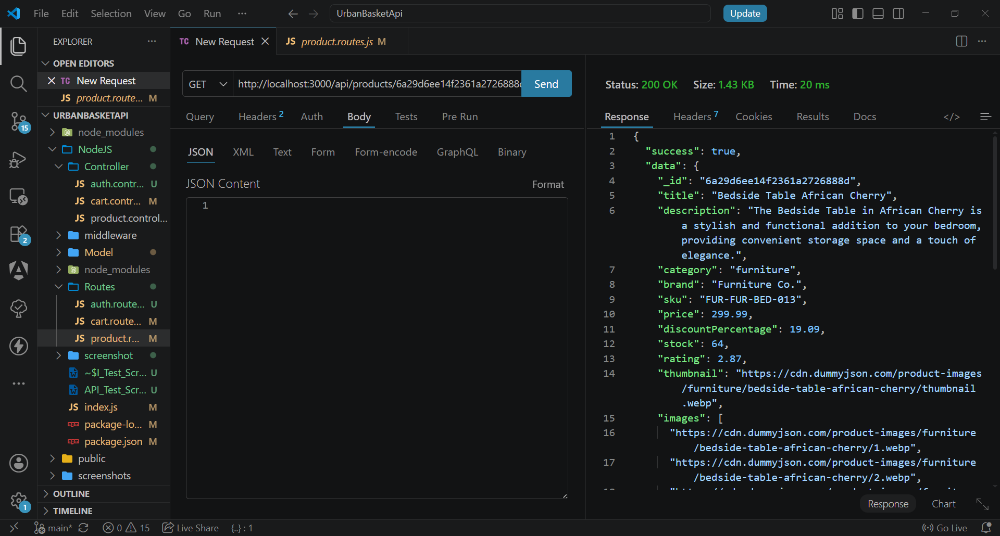 File Edit Selection View Go Run ··· UrbanBasketApi Update
EXPLORER ···
OPEN EDITORS
TC New Request
JS product.route... M
URBANBASKETAPI
node_modules
NodeJS
Controller
JS auth.contr... U
JS cart.contr... M
JS product.control...
middleware
Model
node_modules
Routes
JS auth.route... U
JS cart.route... M
JS product.r... M
screenshot
~$I_Test_Scr... U
API_Test_Scr... U
JS index.js M
npm package-lo... M
npm package.json M
public
screenshots
OUTLINE
TIMELINE
15
2
1
TC New Request JS product.routes.js M
GET http://localhost:3000/api/products/6a29d6ee14f2361a2726888 Send
Query Headers 2 Auth Body Tests Pre Run
JSON XML Text Form Form-encode GraphQL Binary
JSON Content Format
1
Status: 200 OK Size: 1.43 KB Time: 20 ms
Response Headers 7 Cookies Results Docs </>
1 {
2 "success": true,
3 "data": {
4 "_id": "6a29d6ee14f2361a2726888d",
5 "title": "Bedside Table African Cherry",
6 "description": "The Bedside Table in African Cherry is
a stylish and functional addition to your bedroom,
providing convenient storage space and a touch of
elegance.",
7 "category": "furniture",
8 "brand": "Furniture Co.",
9 "sku": "FUR-FUR-BED-013",
10 "price": 299.99,
11 "discountPercentage": 19.09,
12 "stock": 64,
13 "rating": 2.87,
14 "thumbnail": "https://cdn.dummyjson.com/product-images
/furniture/bedside-table-african-cherry/thumbnail
.webp",
15 "images": [
16 "https://cdn.dummyjson.com/product-images/furniture
/bedside-table-african-cherry/1.webp",
17 "https://cdn.dummyjson.com/product-images/furniture
/bedside-table-african-cherry/2.webp",
Response Chart
main* 0 15 Live Share {..} : 1 Go Live